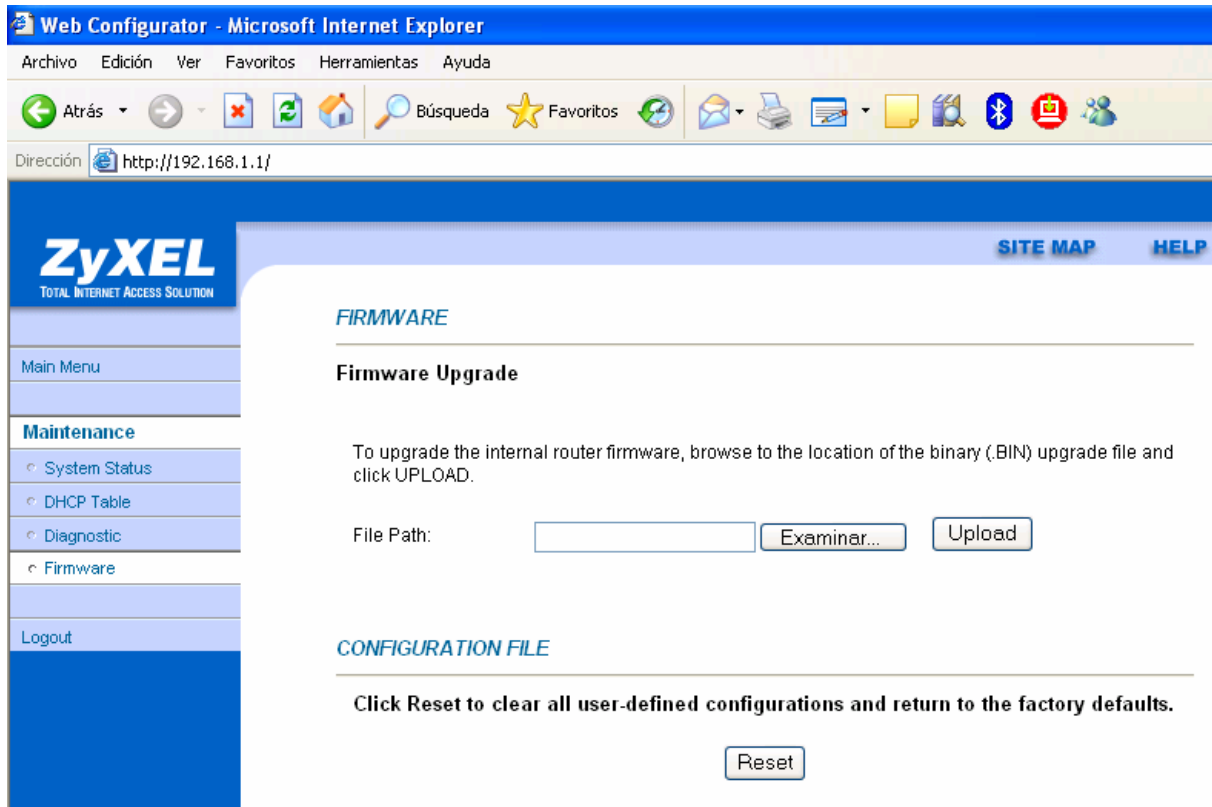 Web Configurator - Microsoft Internet Explorer
Archivo Edición Ver Favoritos Herramientas Ayuda
Atrás Búsqueda Favoritos
Dirección http://192.168.1.1/
ZyXEL
TOTAL INTERNET ACCESS SOLUTION
SITE MAP HELP
Main Menu
Maintenance
System Status
DHCP Table
Diagnostic
Firmware
Logout
FIRMWARE
Firmware Upgrade
To upgrade the internal router firmware, browse to the location of the binary (.BIN) upgrade file and
click UPLOAD.
File Path: Examinar... Upload
CONFIGURATION FILE
Click Reset to clear all user-defined configurations and return to the factory defaults.
Reset